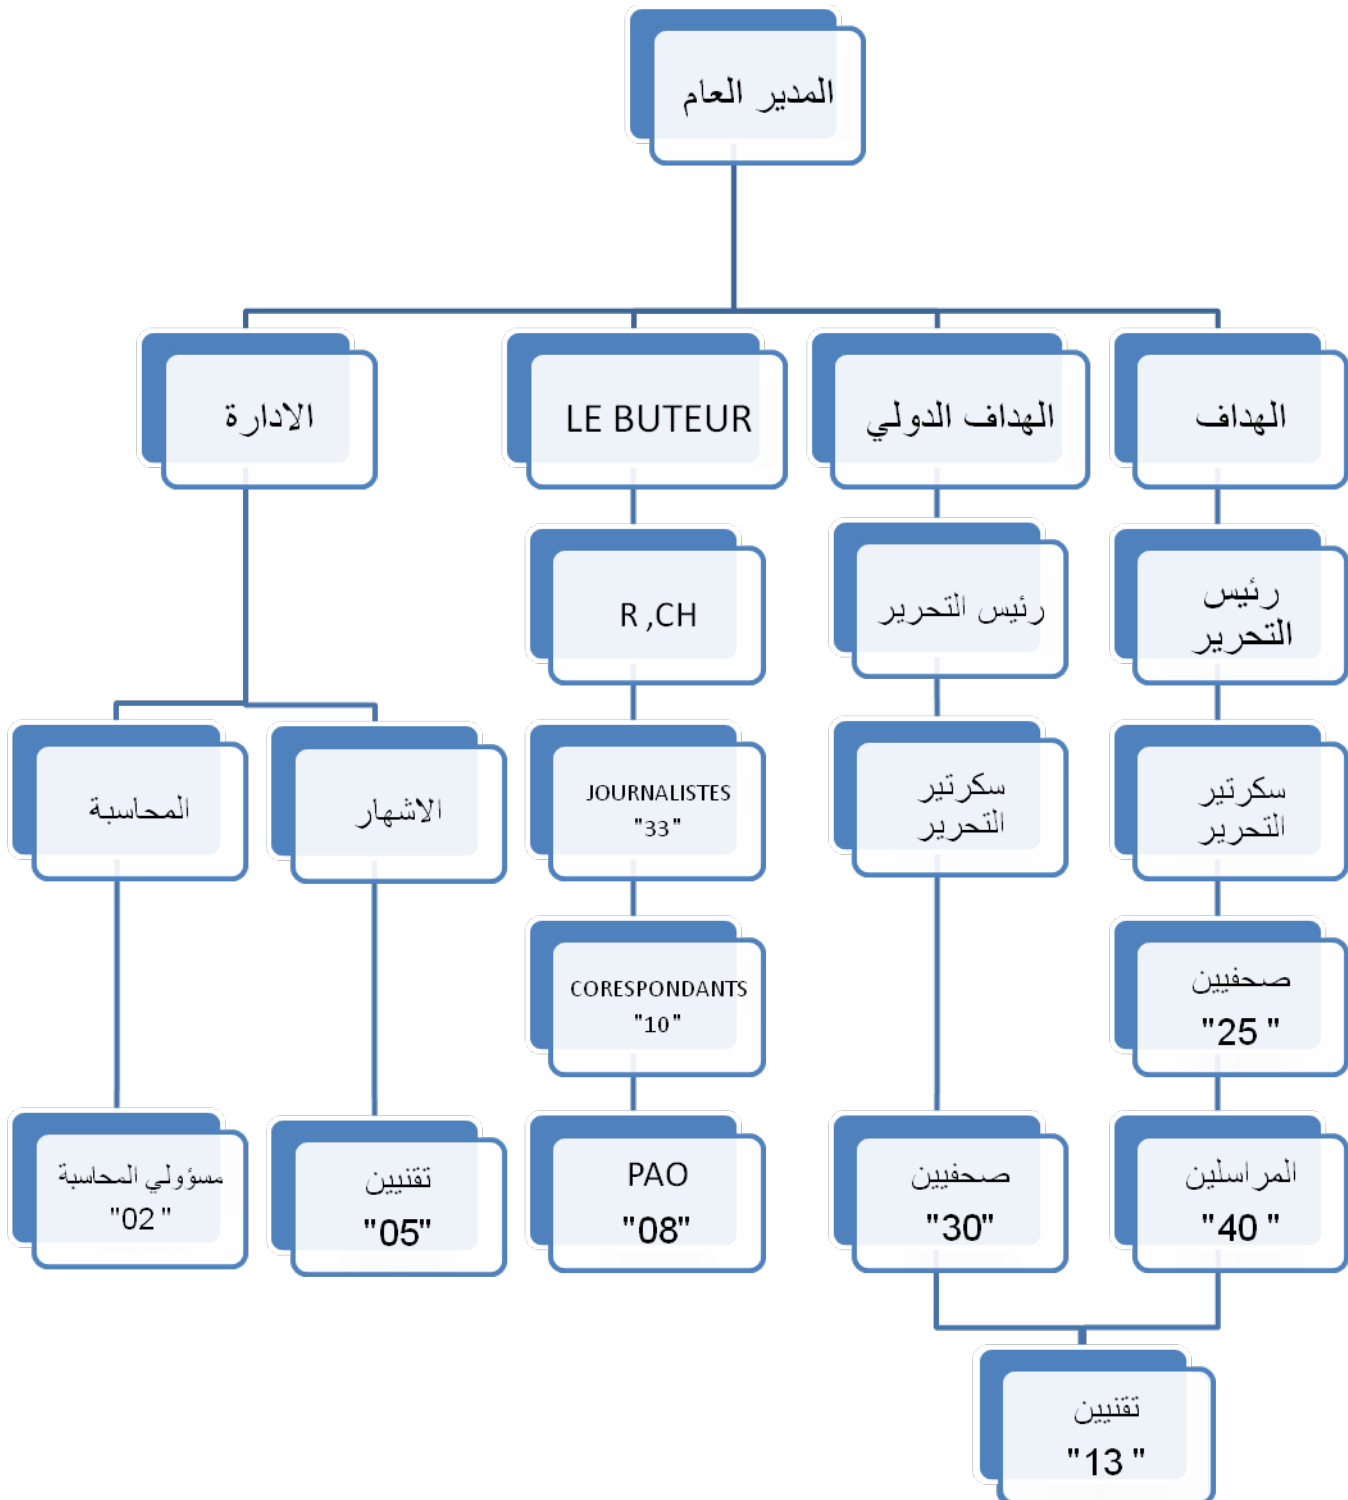 المدير العام
الهداف
الهداف الدولي
LE BUTEUR
الادارة
رئيس
التحرير
رئيس التحرير
R ,CH
سكرتير
التحرير
سكرتير
التحرير
JOURNALISTES
"33"
الاشهار
المحاسبة
صحفيين
"25 "
CORESPONDANTS
"10"
المراسلين
"40 "
صحفيين
"30"
PAO
"08"
تقنيين
"05"
مسؤولي المحاسبة
"02 "
تقنيين
"13 "